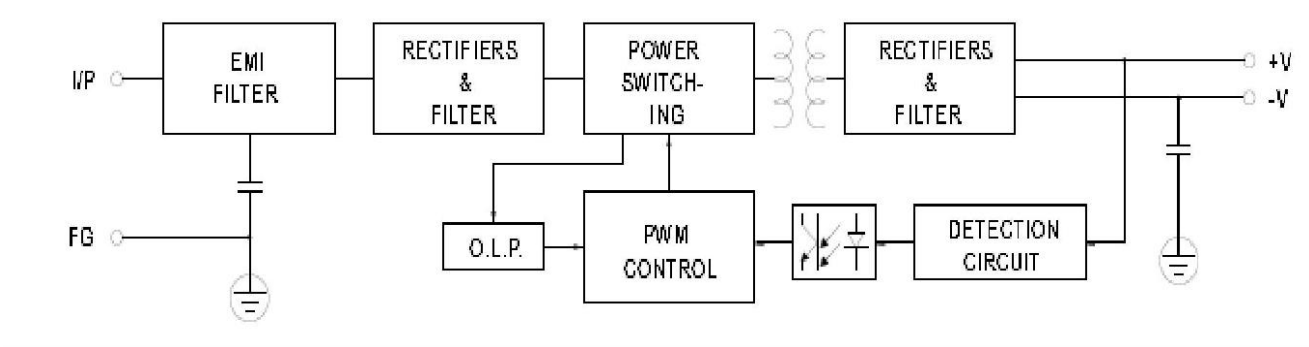 I/P
EMI
FILTER
RECTIFIERS
&
FILTER
POWER
SWITCH-
ING
RECTIFIERS
&
FILTER
+V
-V
FG
O.L.P.
PWM
CONTROL
DETECTION
CIRCUIT